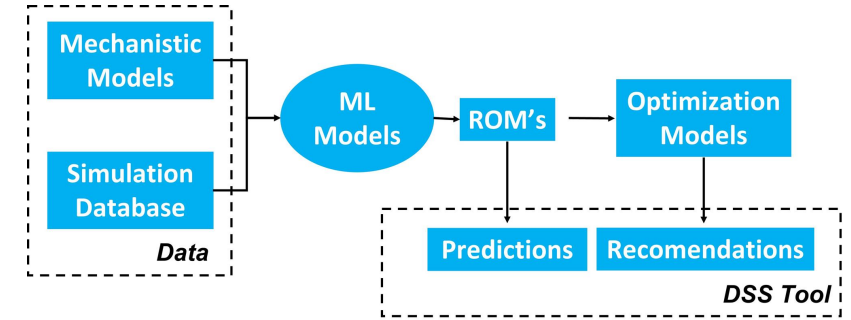 Mechanistic
Models
Simulation
Database
Data
ML
Models
ROM's
Optimization
Models
Predictions
Recomendations
DSS Tool